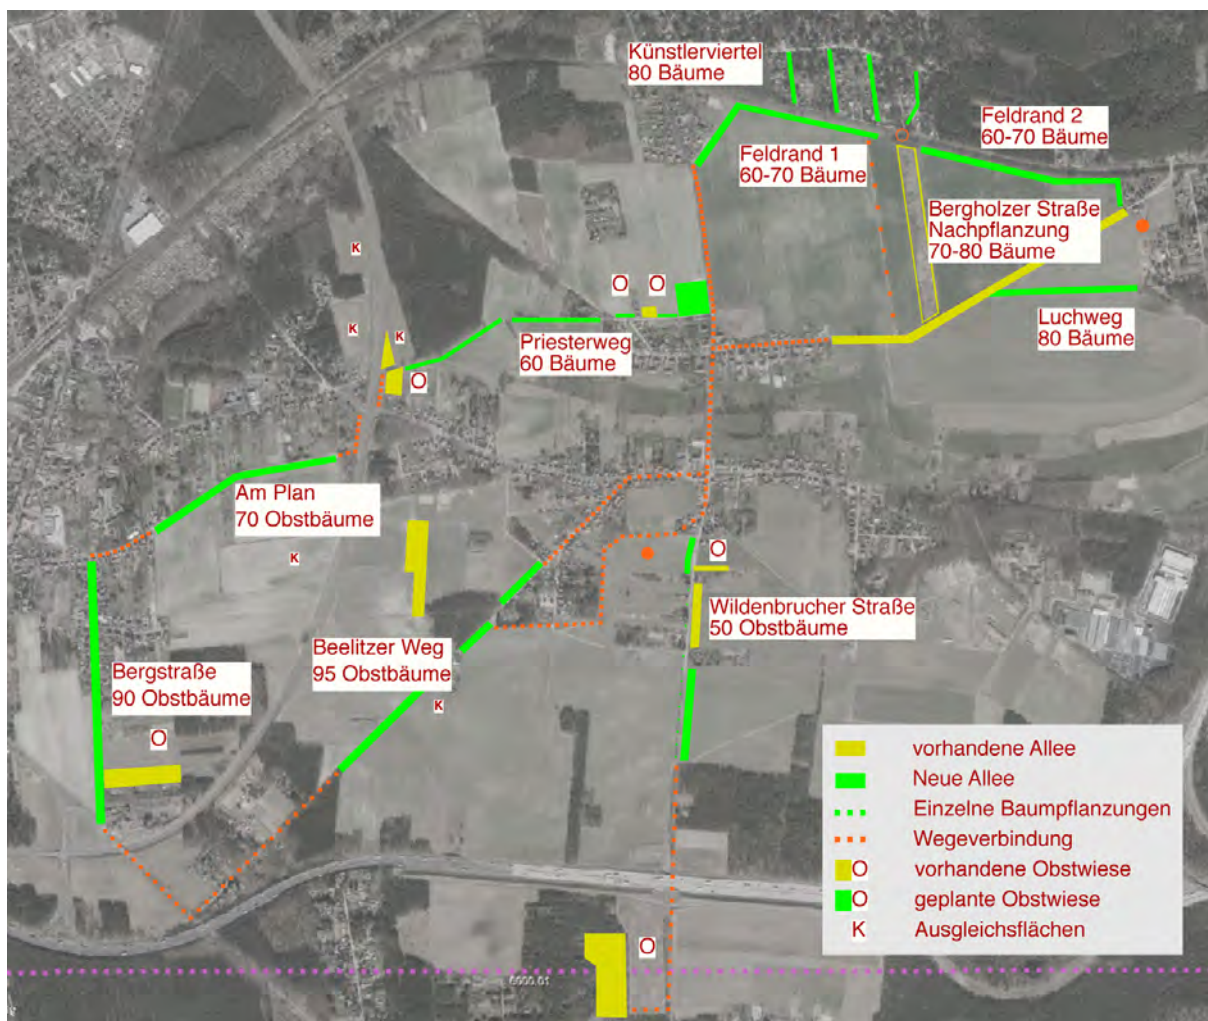 Künstlerviertel
80 Bäume
Feldrand 2
60-70 Bäume
Feldrand 1
60-70 Bäume
Bergholzer Straße
Nachpflanzung
70-80 Bäume
K
O
O
K
K
Priesterweg
60 Bäume
Luchweg
80 Bäume
O
Am Plan
70 Obstbäume
K
O
Wildenbrucher Straße
50 Obstbäume
Beelitzer Weg
95 Obstbäume
Bergstraße
90 Obstbäume
K
O
vorhandene Allee
Neue Allee
Einzelne Baumpflanzungen
Wegeverbindung
O vorhandene Obstwiese
O geplante Obstwiese
K Ausgleichsflächen
O
6000.01